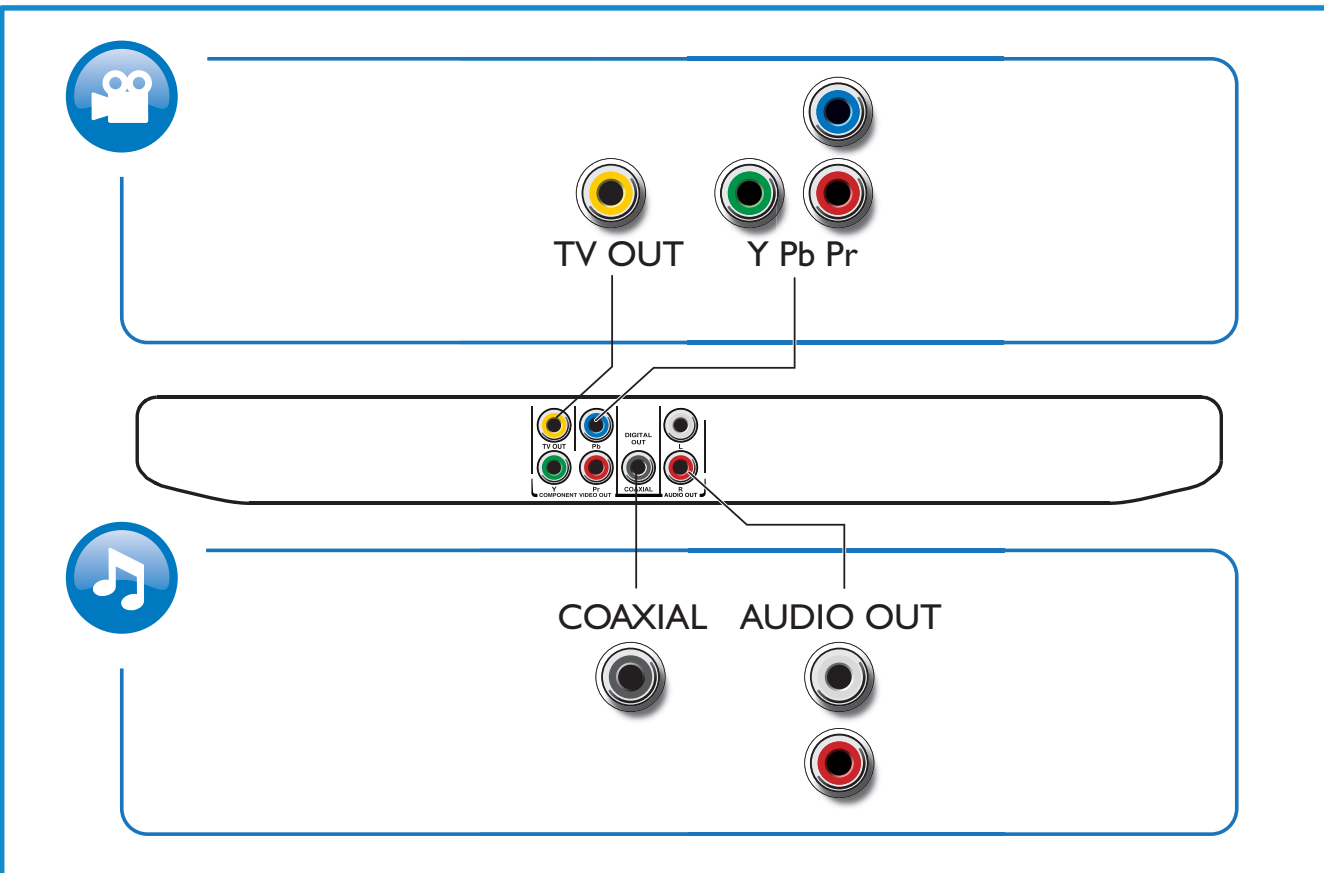 TV OUT
Y Pb Pr
TV OUT
Pb
DIGITAL
OUT
L
Y
Pr
COAXIAL
R
COMPONENT VIDEO OUT
AUDIO OUT
COAXIAL
AUDIO OUT